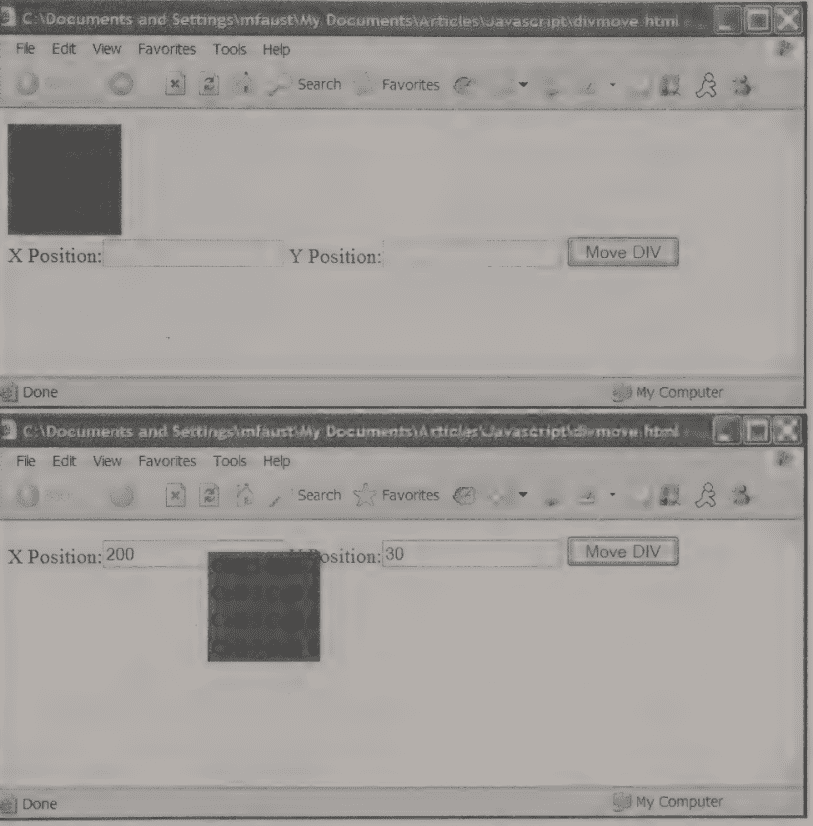 C:\Documents and Settings\mfaust\My Documents\Articles\Javascript\divmove.html
File Edit View Favorites Tools Help
Search Favorites
X Position: Y Position: Move DIV
Done My Computer
C:\Documents and Settings\mfaust\My Documents\Articles\Javascript\divmove.html
File Edit View Favorites Tools Help
Search Favorites
X Position: 200 Position: 30 Move DIV
Done My Computer